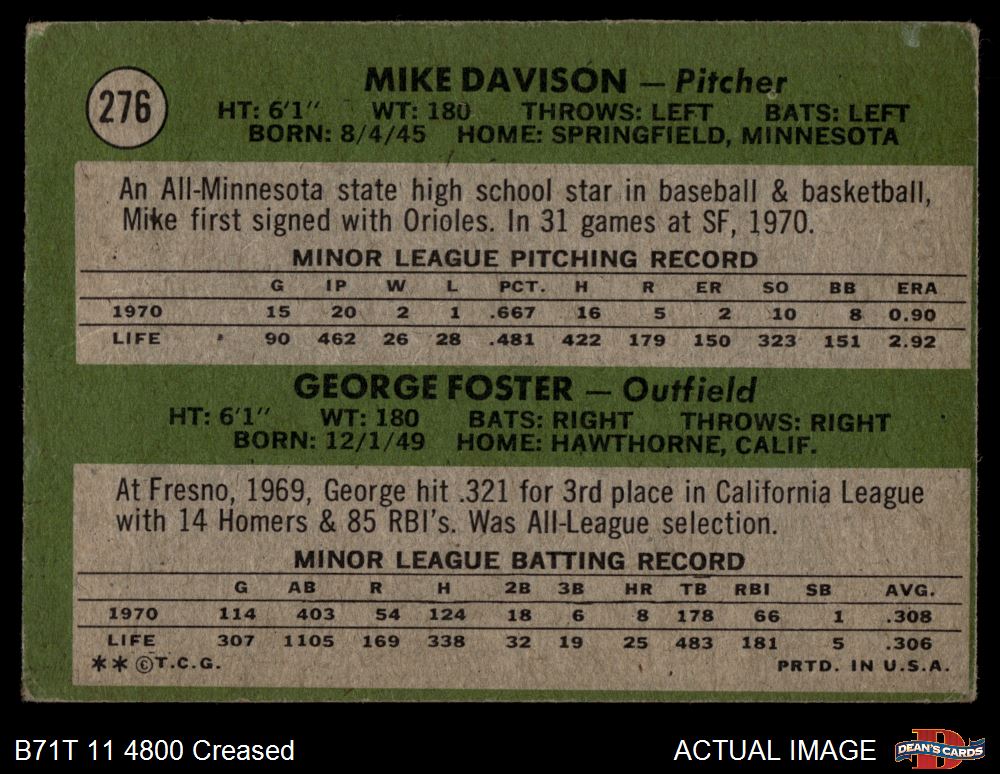 276
MIKE DAVISON — Pitcher
HT: 6'1" WT: 180 THROWS: LEFT BATS: LEFT
BORN: 8/4/45 HOME: SPRINGFIELD, MINNESOTA
An All-Minnesota state high school star in baseball & basketball,
Mike first signed with Orioles. In 31 games at SF, 1970.
MINOR LEAGUE PITCHING RECORD
G IP W L PCT. H R ER SO BB ERA
1970 15 20 2 1 .667 16 5 2 10 8 0.90
LIFE 90 462 26 28 .481 422 179 150 323 151 2.92
GEORGE FOSTER — Outfield
HT: 6'1" WT: 180 BATS: RIGHT THROWS: RIGHT
BORN: 12/1/49 HOME: HAWTHORNE, CALIF.
At Fresno, 1969, George hit .321 for 3rd place in California League
with 14 Homers & 85 RBI's. Was All-League selection.
MINOR LEAGUE BATTING RECORD
G AB R H 2B 3B HR TB RBI SB AVG.
1970 114 403 54 124 18 6 8 178 66 1 .308
LIFE 307 1105 169 338 32 19 25 483 181 5 .306
**©T.C.G. PRTD. IN U.S.A.
B71T 11 4800 Creased ACTUAL IMAGE DEAN'S CARDS